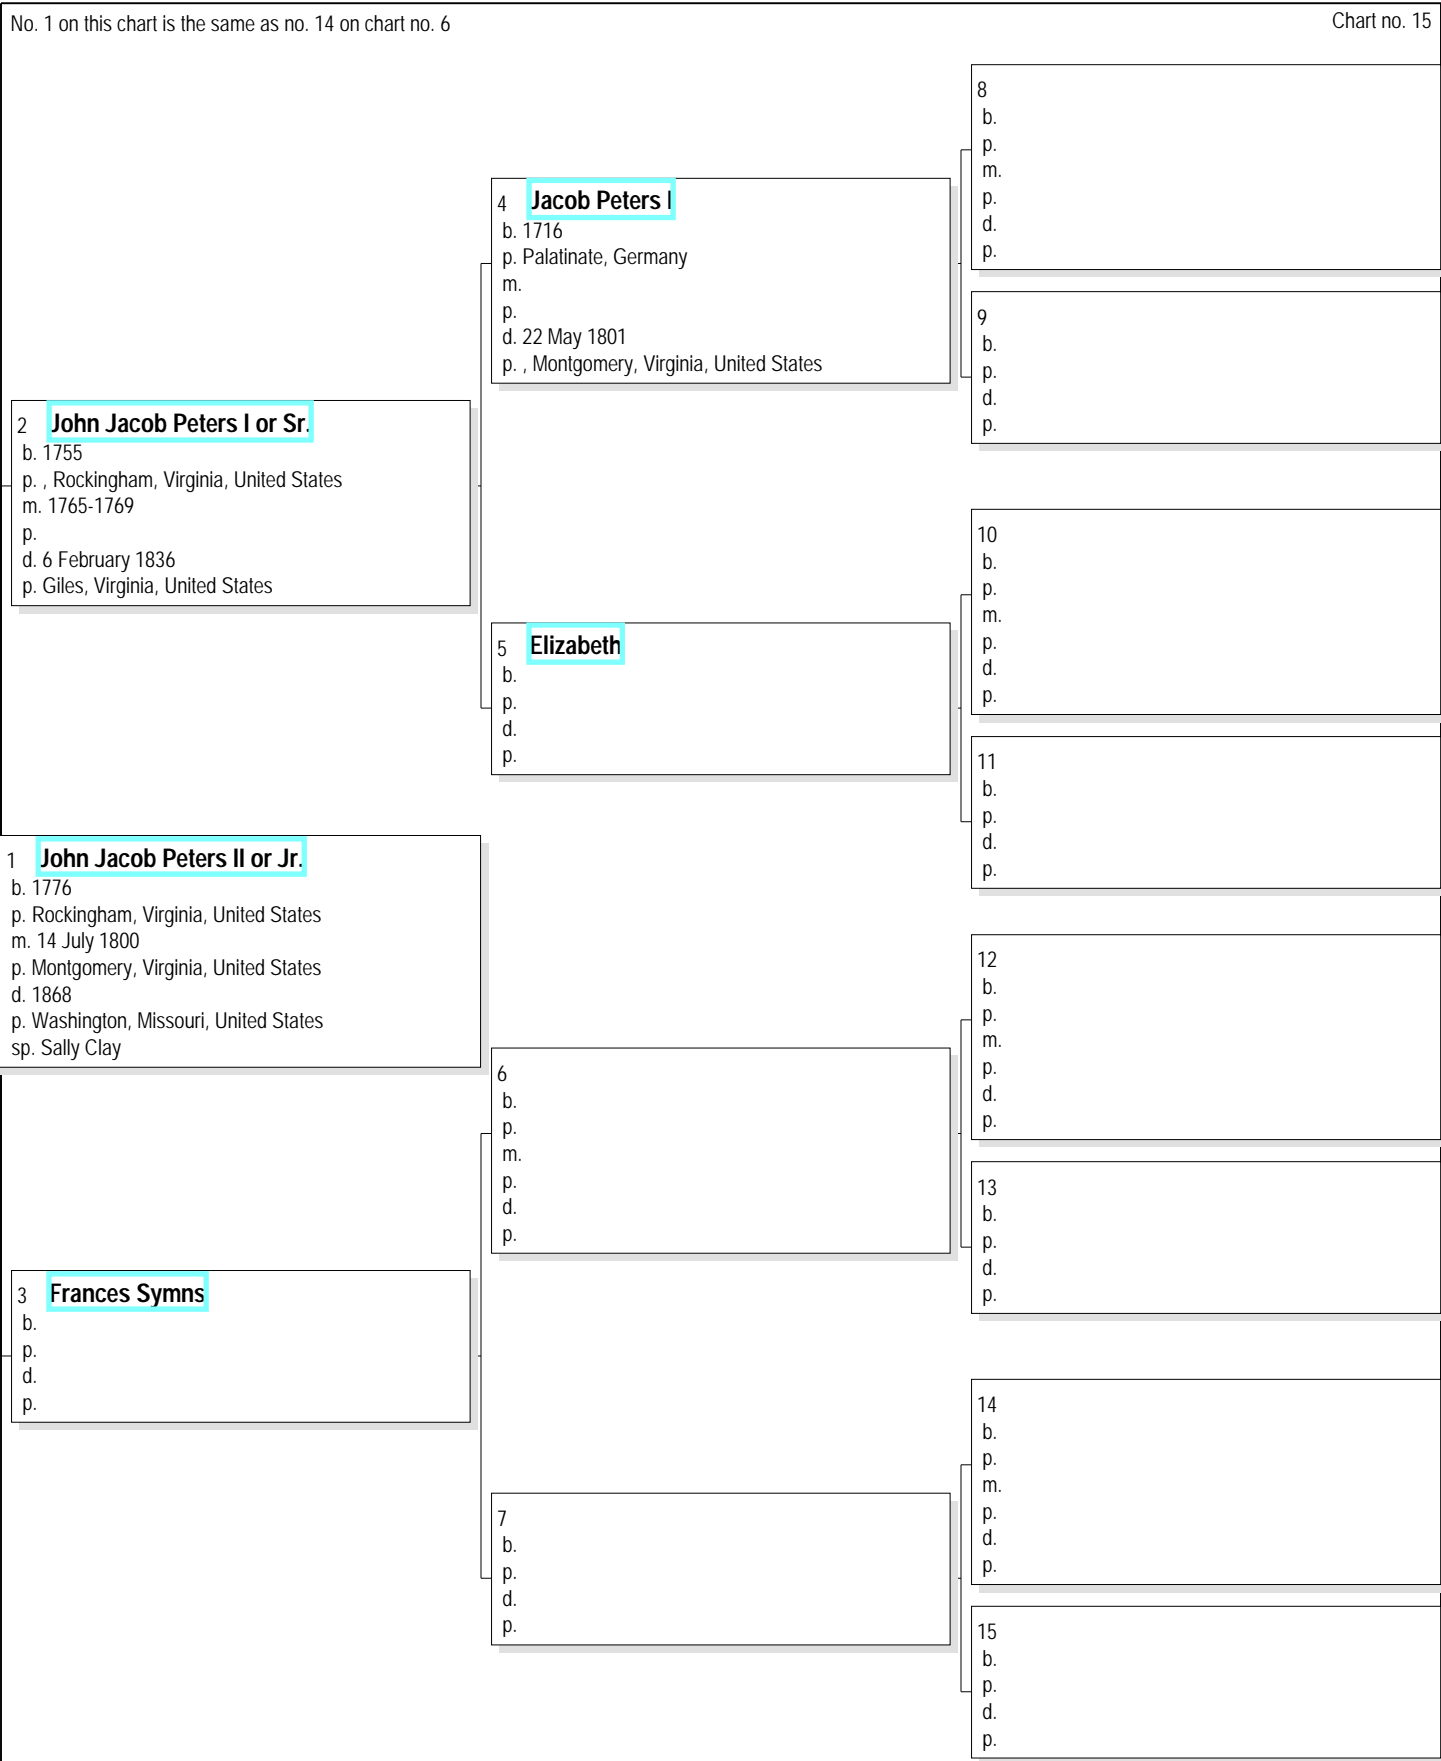 No. 1 on this chart is the same as no. 14 on chart no. 6
Chart no. 15
8
b.
p.
m.
p.
d.
p.
4 Jacob Peters I
b. 1716
p. Palatinate, Germany
m.
p.
d. 22 May 1801
p. , Montgomery, Virginia, United States
9
b.
p.
d.
p.
2 John Jacob Peters I or Sr.
b. 1755
p. , Rockingham, Virginia, United States
m. 1765-1769
p.
d. 6 February 1836
p. Giles, Virginia, United States
10
b.
p.
m.
p.
d.
p.
5 Elizabeth
b.
p.
d.
p.
11
b.
p.
d.
p.
1 John Jacob Peters II or Jr.
b. 1776
p. Rockingham, Virginia, United States
m. 14 July 1800
p. Montgomery, Virginia, United States
d. 1868
p. Washington, Missouri, United States
sp. Sally Clay
12
b.
p.
m.
p.
d.
p.
6
b.
p.
m.
p.
d.
p.
13
b.
p.
d.
p.
3 Frances Symns
b.
p.
d.
p.
14
b.
p.
m.
p.
d.
p.
7
b.
p.
d.
p.
15
b.
p.
d.
p.